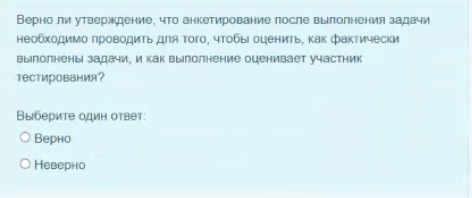 Верно ли утверждение, что анкетирование после выполнения задачи
необходимо проводить для того, чтобы оценить, как фактически
выполнены задачи, и как выполнение оценивает участник
тестирования?
Выберите один ответ:
Верно
Неверно